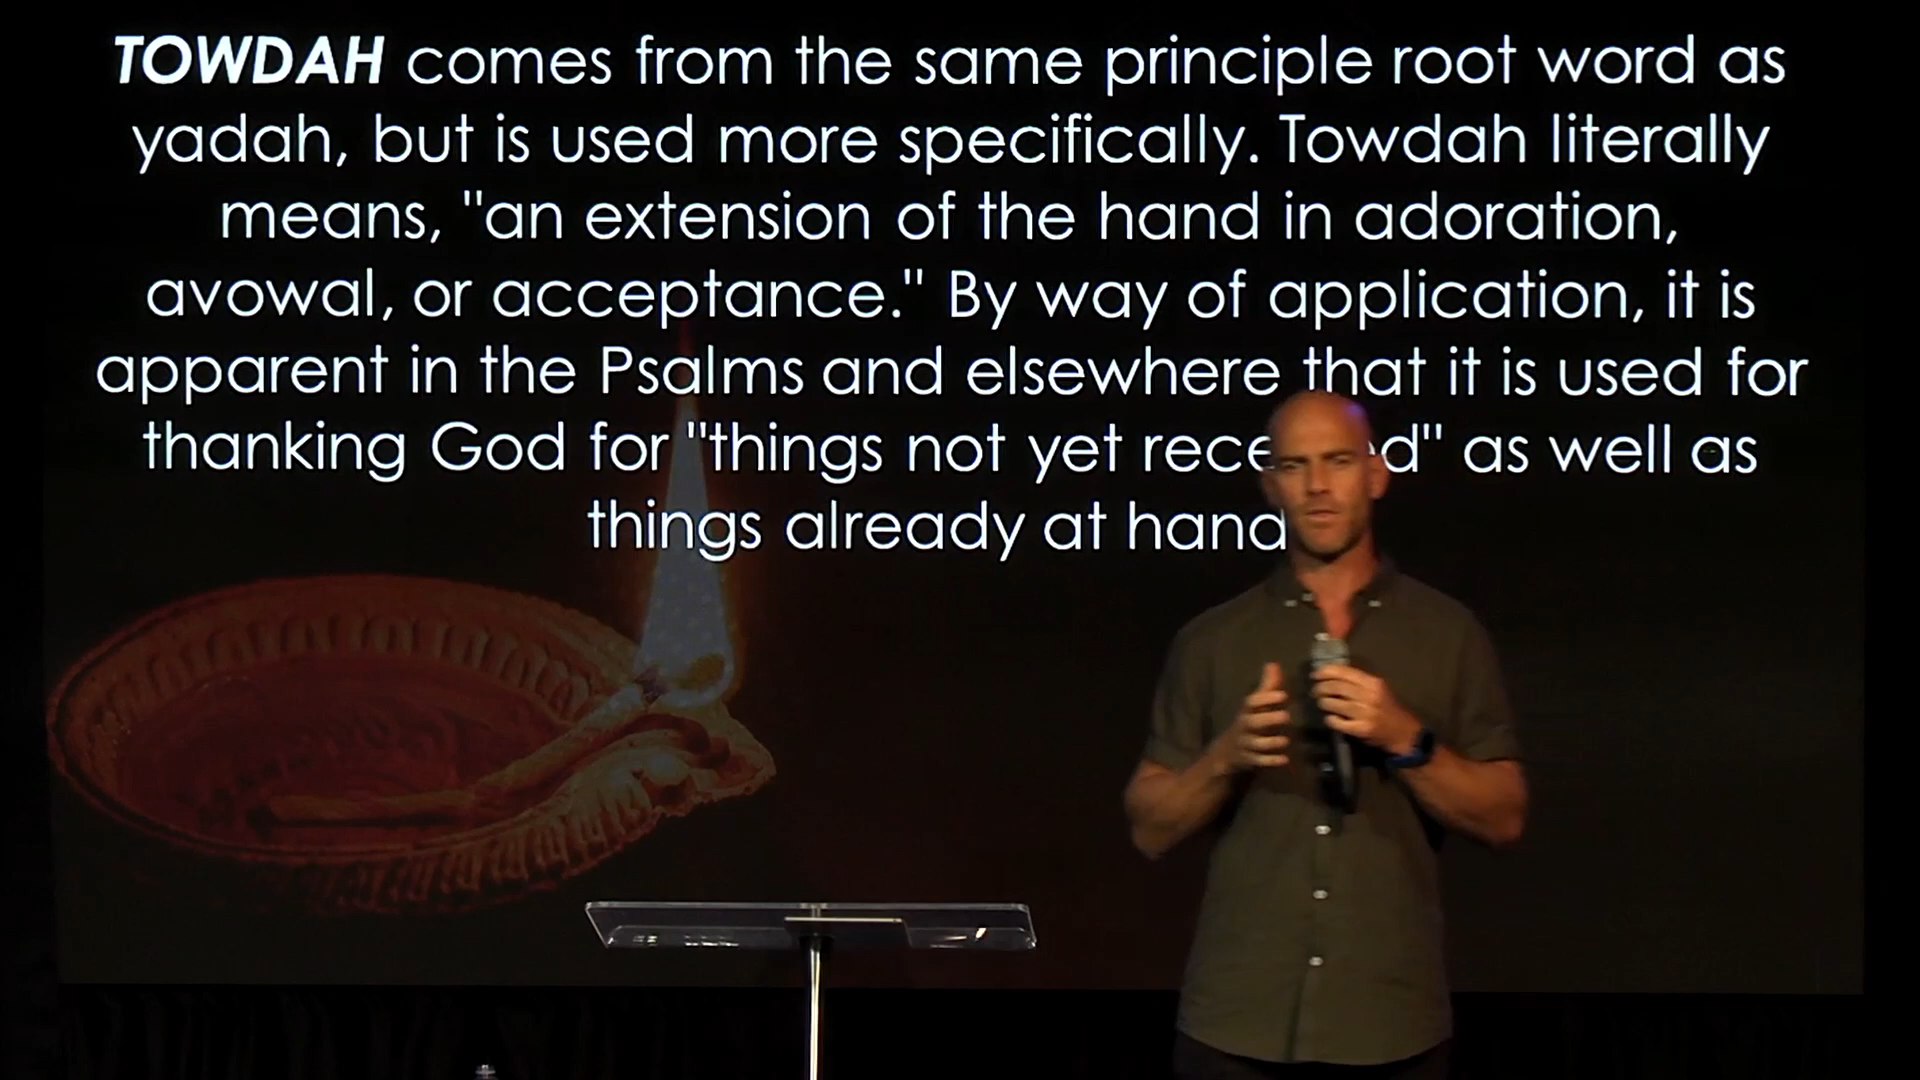 TOWDAH comes from the same principle root word as
yadah, but is used more specifically. Towdah literally
means, "an extension of the hand in adoration,
avowal, or acceptance." By way of application, it is
apparent in the Psalms and elsewhere that it is used for
thanking God for "things not yet as well as
things already at hand